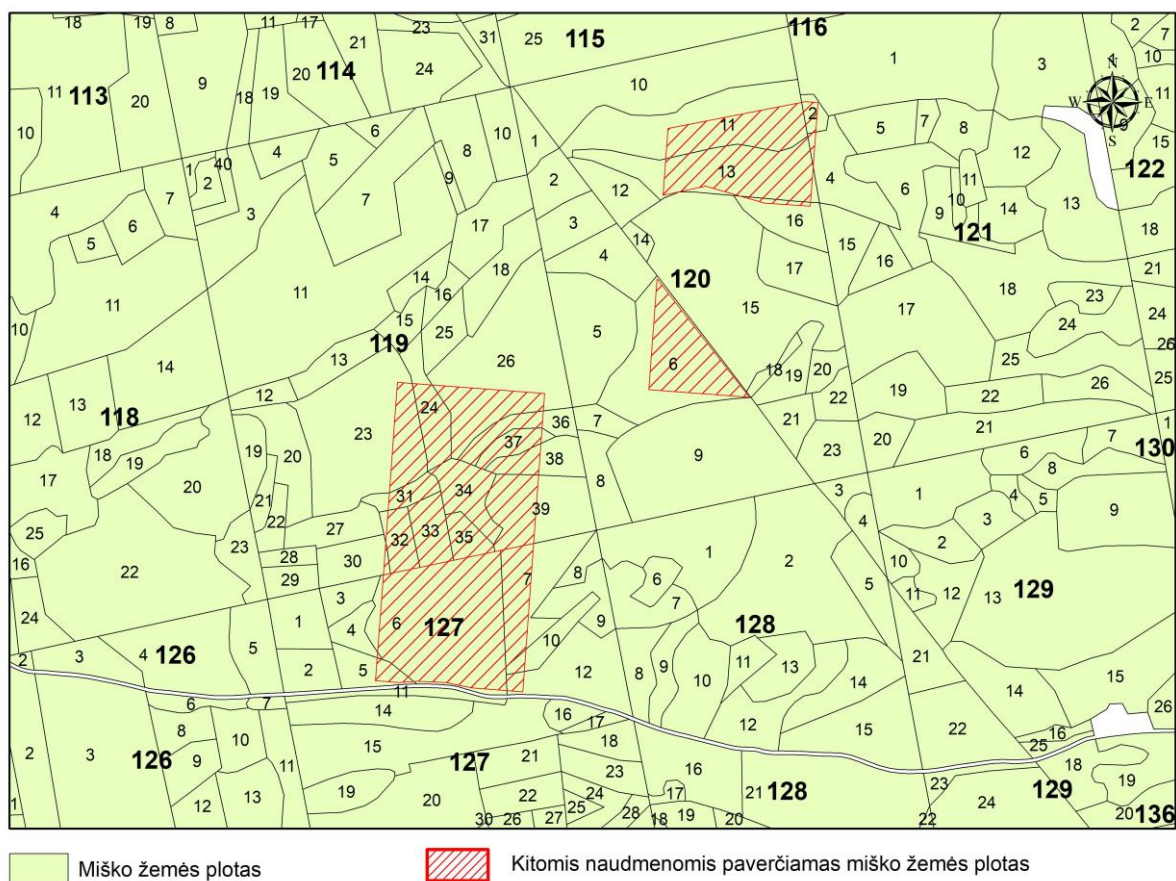 18 19 8 11 17 23 31 25 115 116 2 7
21 1 3 10
9 20 114 24 N
11 113 20 18 19 10 11
W E
10 11 2 9
6 8 10 1 5 7 8 S 15
4 5 12
1 40 9 13 122
7 2 7 2 12 4 6 11
4 6 3 10 13
5 17 3 16 9 14 18
14 15 121
4 17 16 21
11 11 14 18 120 18
16 23
15 15 17 24
10 25 5 24
119 26
14 13 26 6 18 19 20 25 26 25
12 19
12 13 118 24 22 22
23 36 7 21 21 1
18 19 20 37 9 23 20 6 7 130
17 19 38 8
20 21 31 34 8 3 1 4 5 9
25 22 27 32 33 35 39 4 3
16 22 23 28 30 1 2 2
29 7 8 6 5 10
24 3 7 11 12 13 129
1 6 127 9 128
5 4 10
2 3 4 126 2 5 12 8 9 10 11 13 21
15
11 14 14
6 7 14 16 17 12 15 22 16 26
8 10 15 18 25
2 3 126 9 11 127 21 16 18
23 128 23 129 19
12 13 19 20 22 24 17 21 24
1 30 26 25 27 28 18 19 20 22 20 136
Miško žemės plotas
Kitomis naudmenomis paverčiamas miško žemės plotas